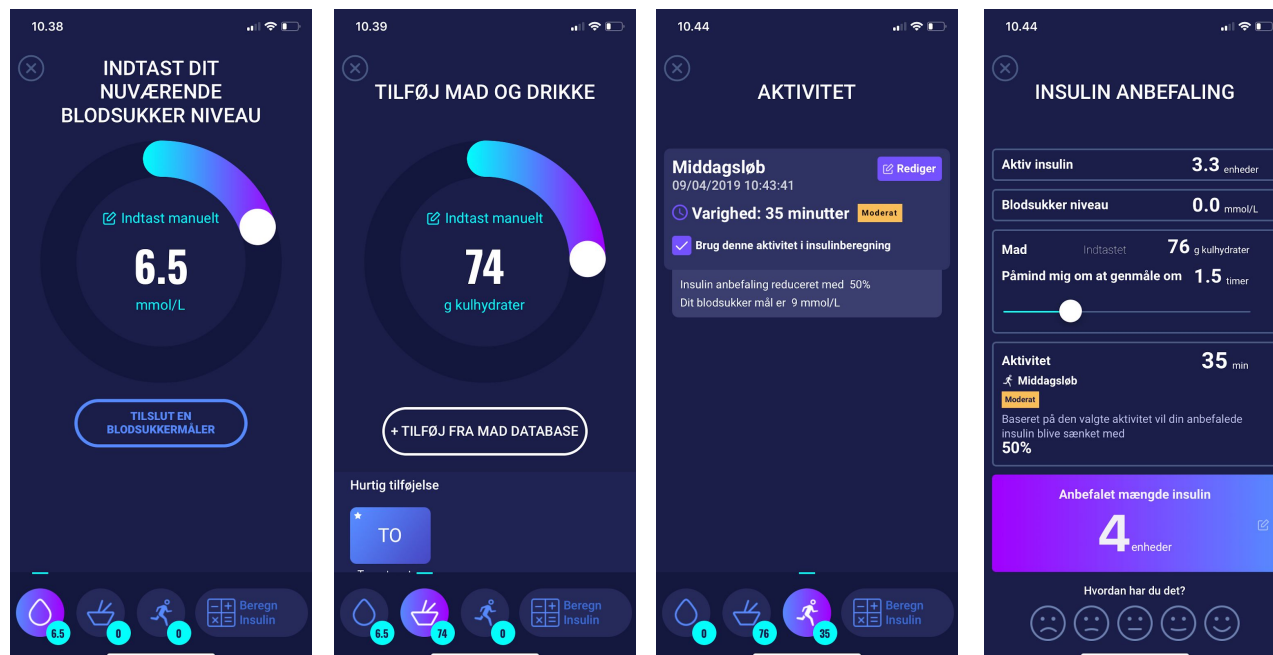 10.38
INDTAST DIT
NUVÆRENDE
BLODSUKKER NIVEAU
Indtast manuelt
6.5
mmol/L
TILSLUT EN
BLODSUKKERMÅLER
6.5
0
0
Beregn
Insulin
10.39
TILFØJ MAD OG DRIKKE
Indtast manuelt
74
g kulhydrater
+ TILFØJ FRA MAD DATABASE
Hurtig tilføjelse
TO
6.5
74
0
Beregn
Insulin
10.44
AKTIVITET
Middagsløb
Rediger
09/04/2019 10:43:41
Varighed: 35 minutter Moderat
Brug denne aktivitet i insulinberegning
Insulin anbefaling reduceret med 50%
Dit blodsukker mål er 9 mmol/L
0
76
35
Beregn
Insulin
10.44
INSULIN ANBEFALING
Aktiv insulin 3.3 enheder
Blodsukker niveau 0.0 mmol/L
Mad Indtastet 76 g kulhydrater
Påmind mig om at genmåle om 1.5 timer
Aktivitet 35 min
Middagsløb
Moderat
Baseret på den valgte aktivitet vil din anbefalede
insulin blive sænket med
50%
Anbefalet mængde insulin
4 enheder
Hvordan har du det?